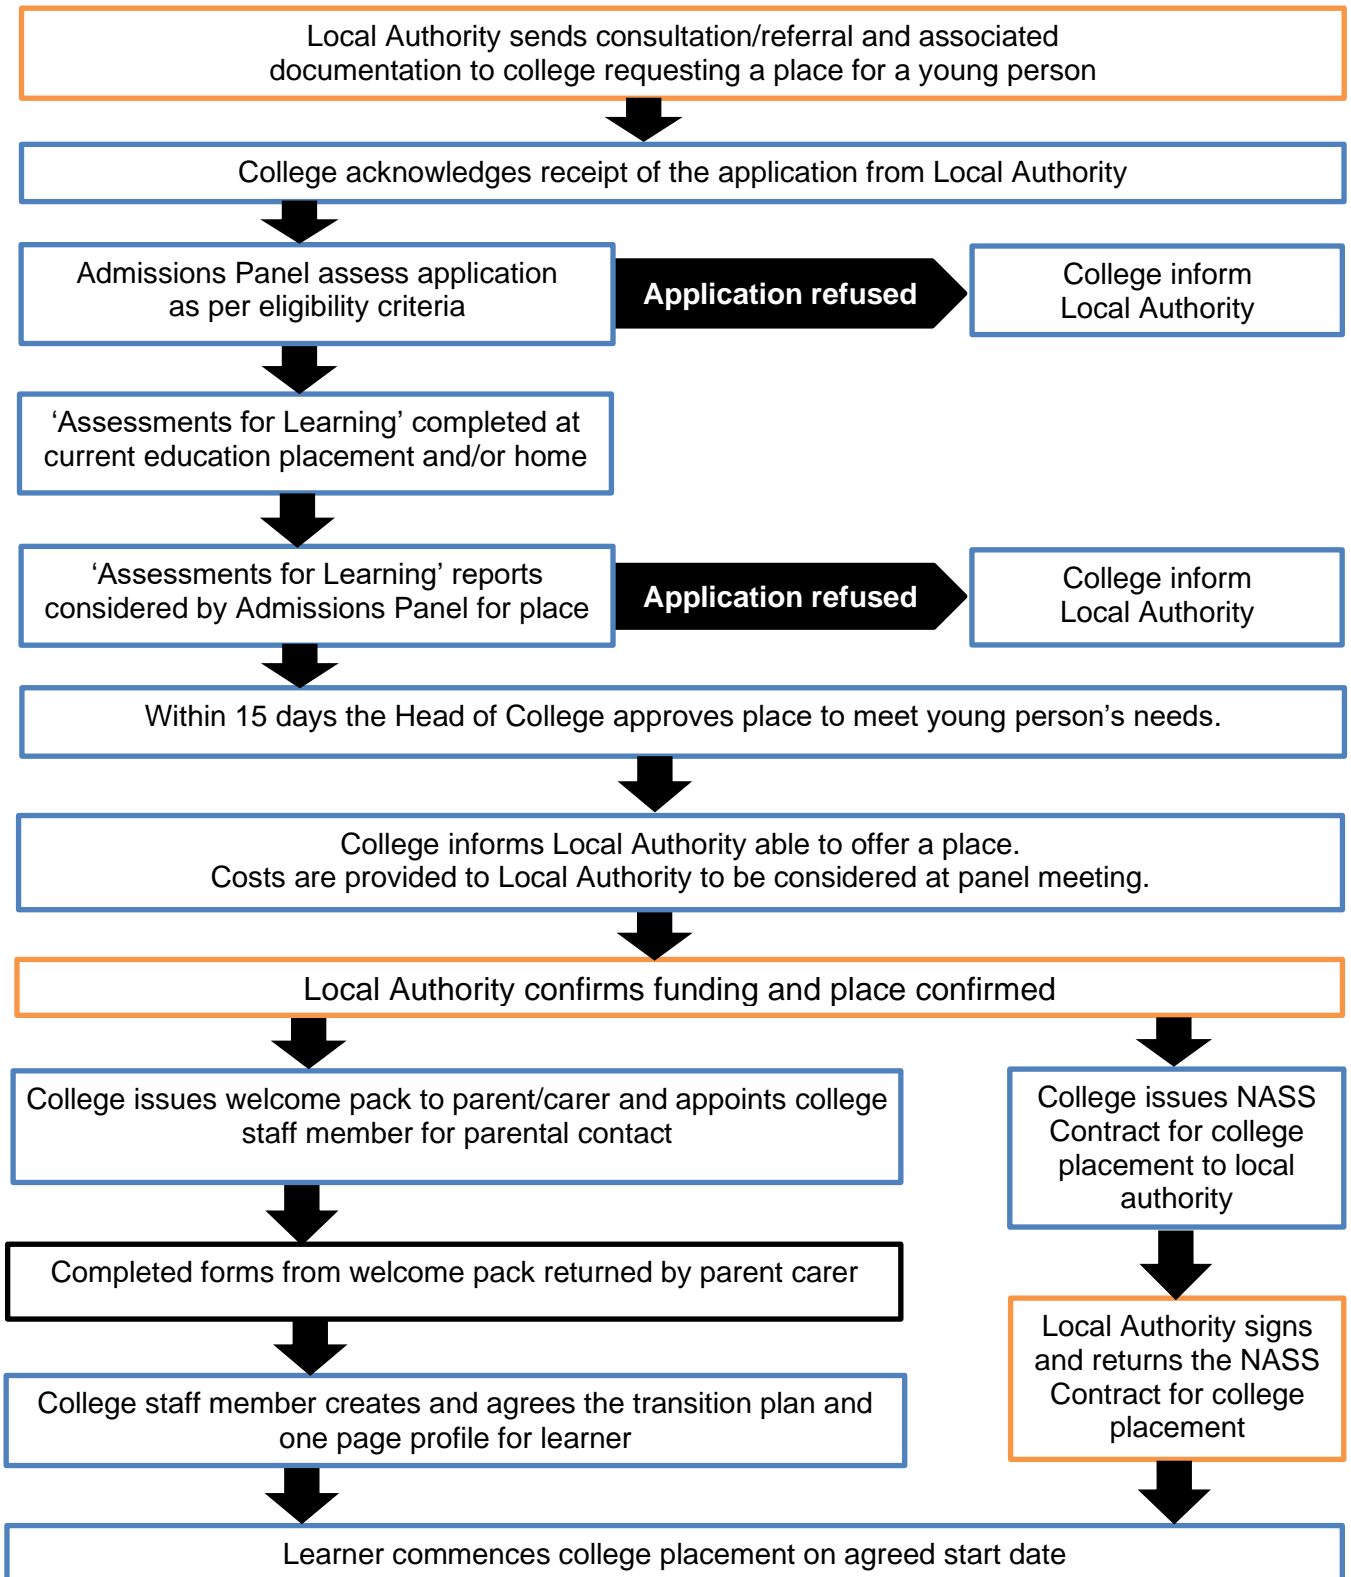 Local Authority sends consultation/referral and associated
documentation to college requesting a place for a young person
College acknowledges receipt of the application from Local Authority
Admissions Panel assess application
as per eligibility criteria
Application refused
College inform
Local Authority
‘Assessments for Learning’ completed at
current education placement and/or home
‘Assessments for Learning’ reports
considered by Admissions Panel for place
Application refused
College inform
Local Authority
Within 15 days the Head of College approves place to meet young person’s needs.
College informs Local Authority able to offer a place.
Costs are provided to Local Authority to be considered at panel meeting.
Local Authority confirms funding and place confirmed
College issues welcome pack to parent/carer and appoints college
staff member for parental contact
Completed forms from welcome pack returned by parent carer
College staff member creates and agrees the transition plan and
one page profile for learner
College issues NASS
Contract for college
placement to local
authority
Local Authority signs
and returns the NASS
Contract for college
placement
Learner commences college placement on agreed start date